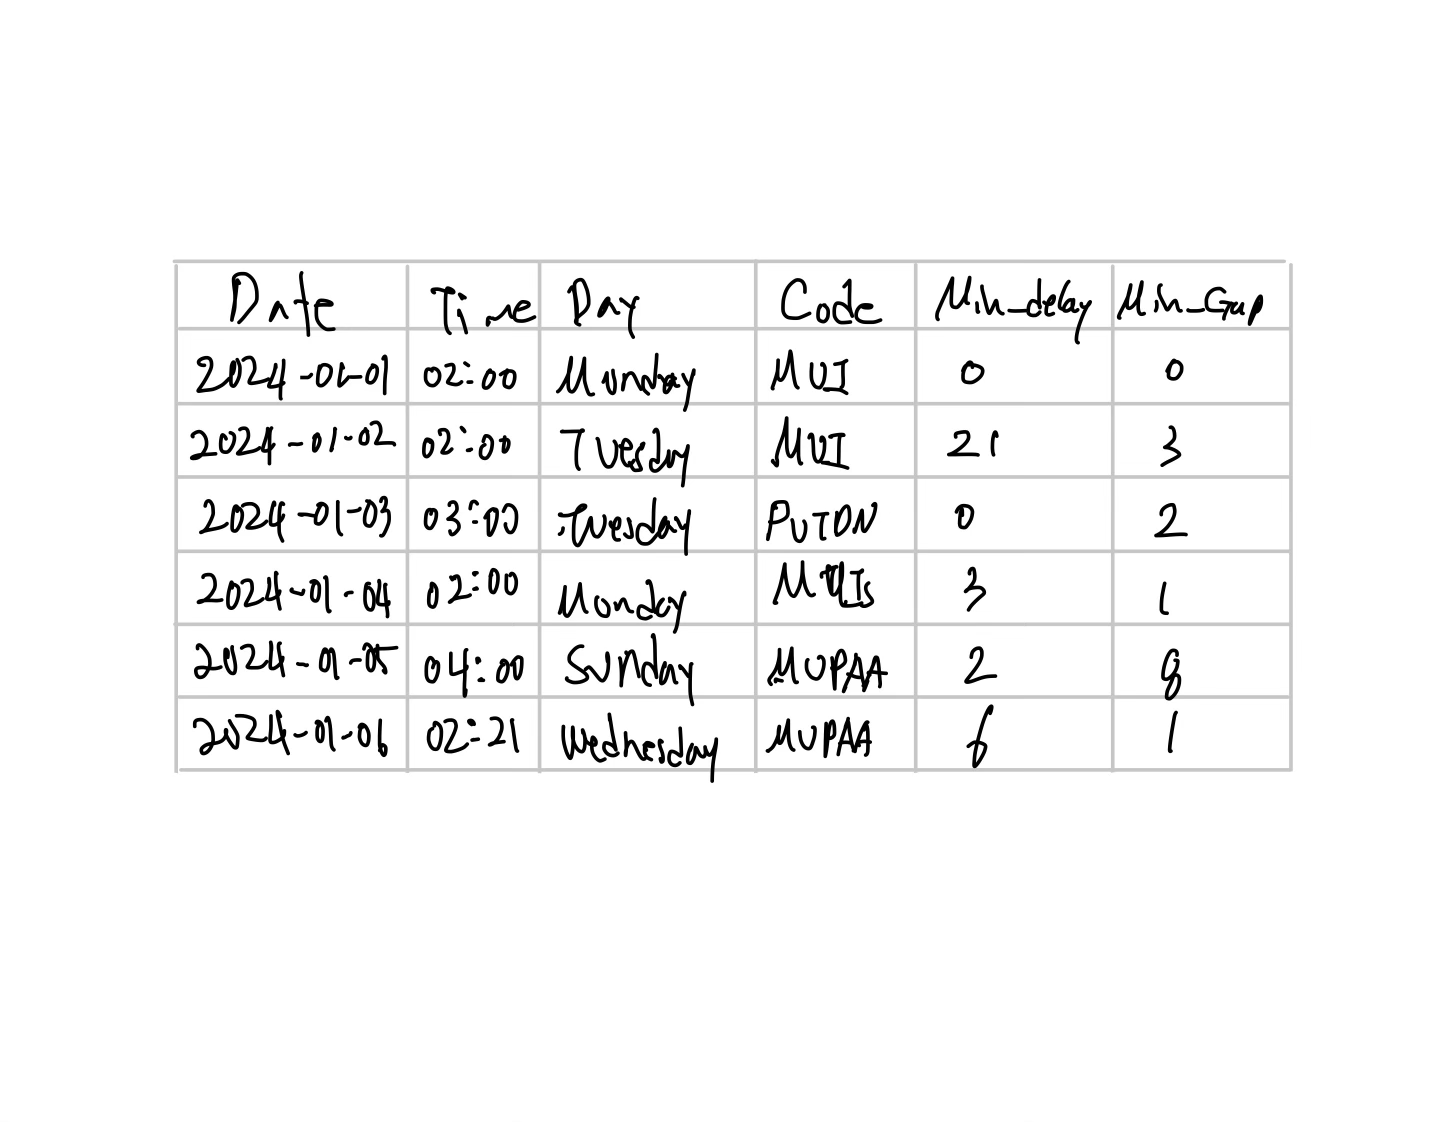 Date Time Day Code Min_delay Min_Gap
2024-01-01 02:00 Monday MUI 0 0
2024-01-02 02:00 Tuesday MUI 21 3
2024-01-03 03:00 Tuesday PUTDN 0 2
2024-01-04 02:00 Monday MUIs 3 1
2024-01-05 04:00 Sunday MUPAA 2 8
2024-01-06 02:21 Wednesday MUPAA 6 1